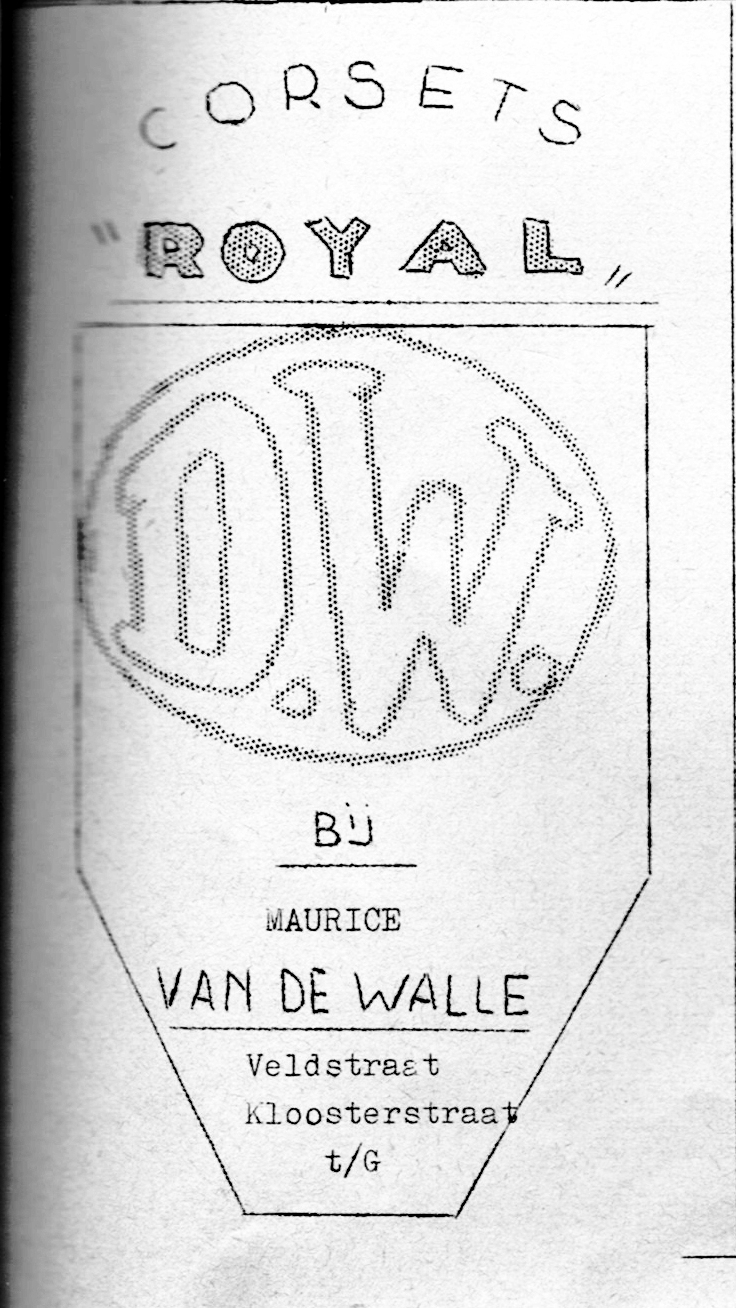 CORSETS
"ROYAL"
D.W.
Bij
MAURICE
VAN DE WALLE
Veldstraat
Kloosterstraat
t/G